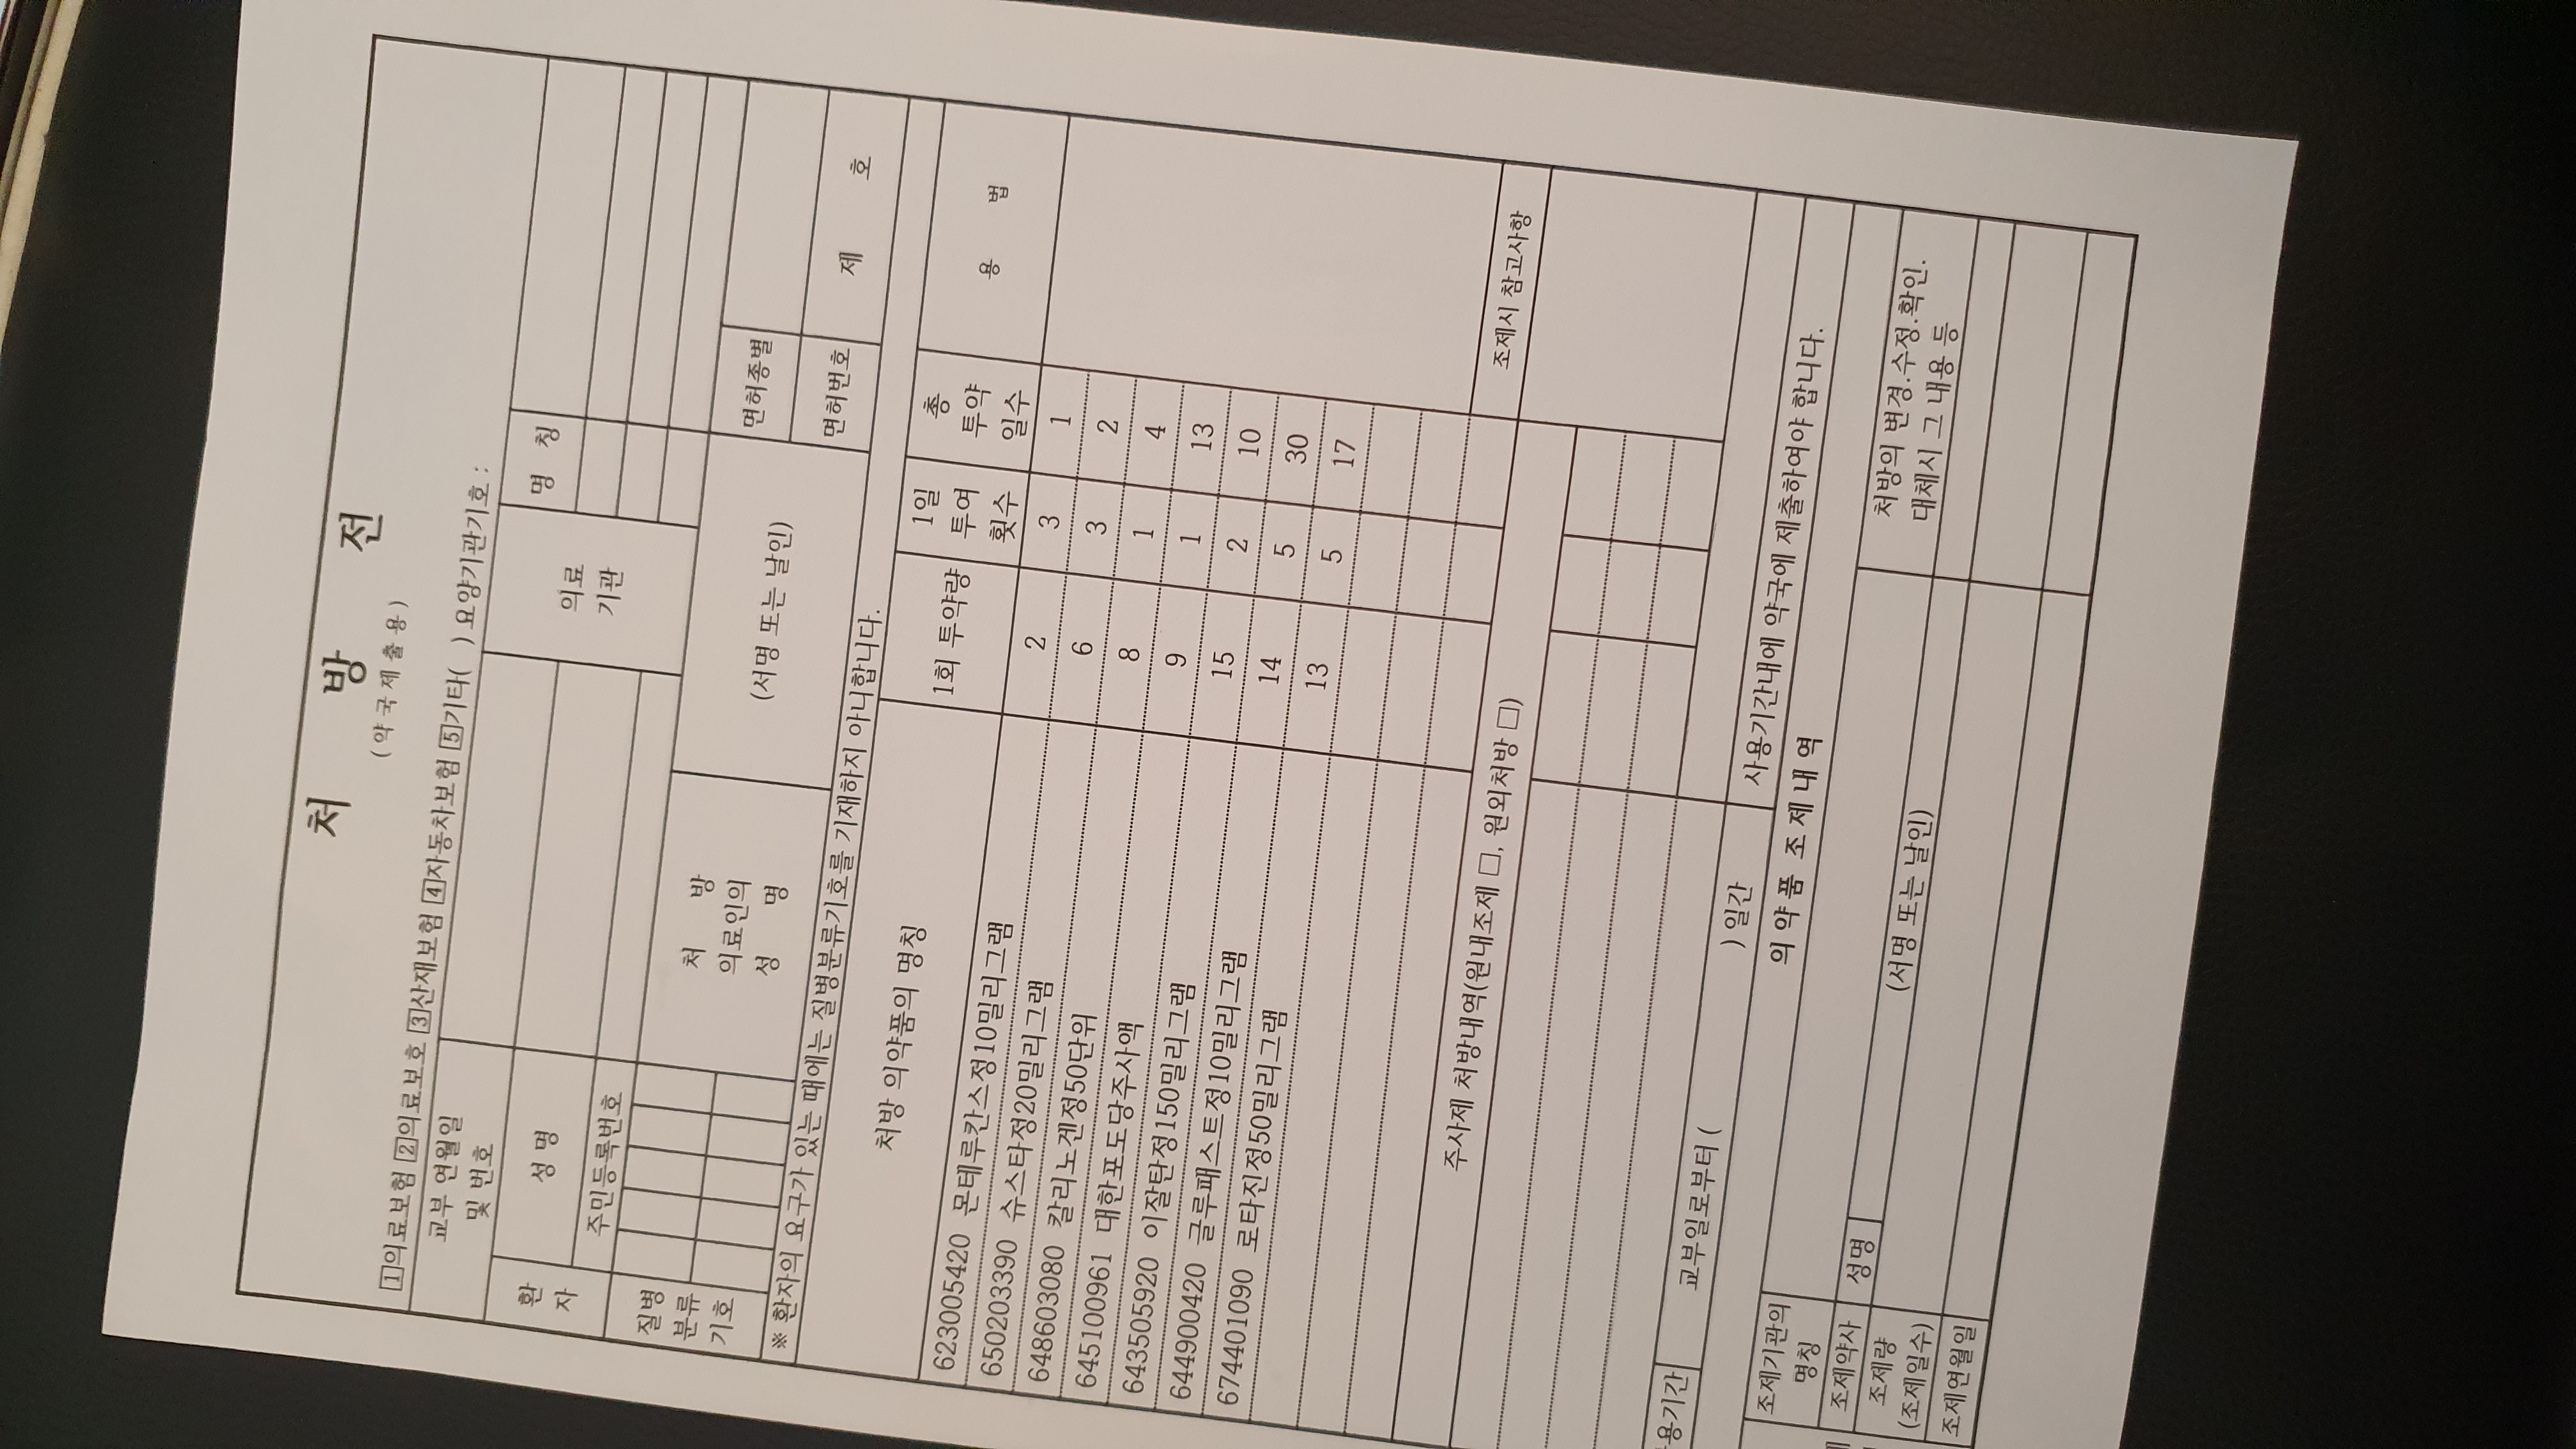 처 방 전
(약국제출용)
1의료보험 2의료보호 3산재보험 4자동차보험 5기타( ) 요양기관기호 :
교부 연월일
및 번호
환
자
성 명
주민등록번호
의료
기관
명 칭
질병
분류
기호
처 방
의료인의
성 명
(서명 또는 날인)
면허종별
면허번호
제 호
※ 환자의 요구가 있는 때에는 질병분류기호를 기재하지 아니합니다.
처방 의약품의 명칭
1회 투약량
1일
투여
횟수
총
투약
일수
용 법
623005420 몬테루칸스정10밀리그램 2 3 1
650203390 슈스타정20밀리그램 6 3 2
648603080 칼리노겐정50단위 8 1 4
645100961 대한포도당주사액 9 1 13
643505920 이잘탄정150밀리그램 15 2 10
644900420 글루패스트정10밀리그램 14 5 30
674401090 로타진정50밀리그램 13 5 17
주사제 처방내역(원내조제 □, 원외처방 □)
조제시 참고사항
용기간
교부일로부터 ( ) 일간
사용기간내에 약국에 제출하여야 합니다.
의약품 조제내역
조제기관의
명칭
조제약사
성명
(서명 또는 날인)
조제량
(조제일수)
조제연월일
처방의 변경.수정.확인.
대체시 그 내용 등